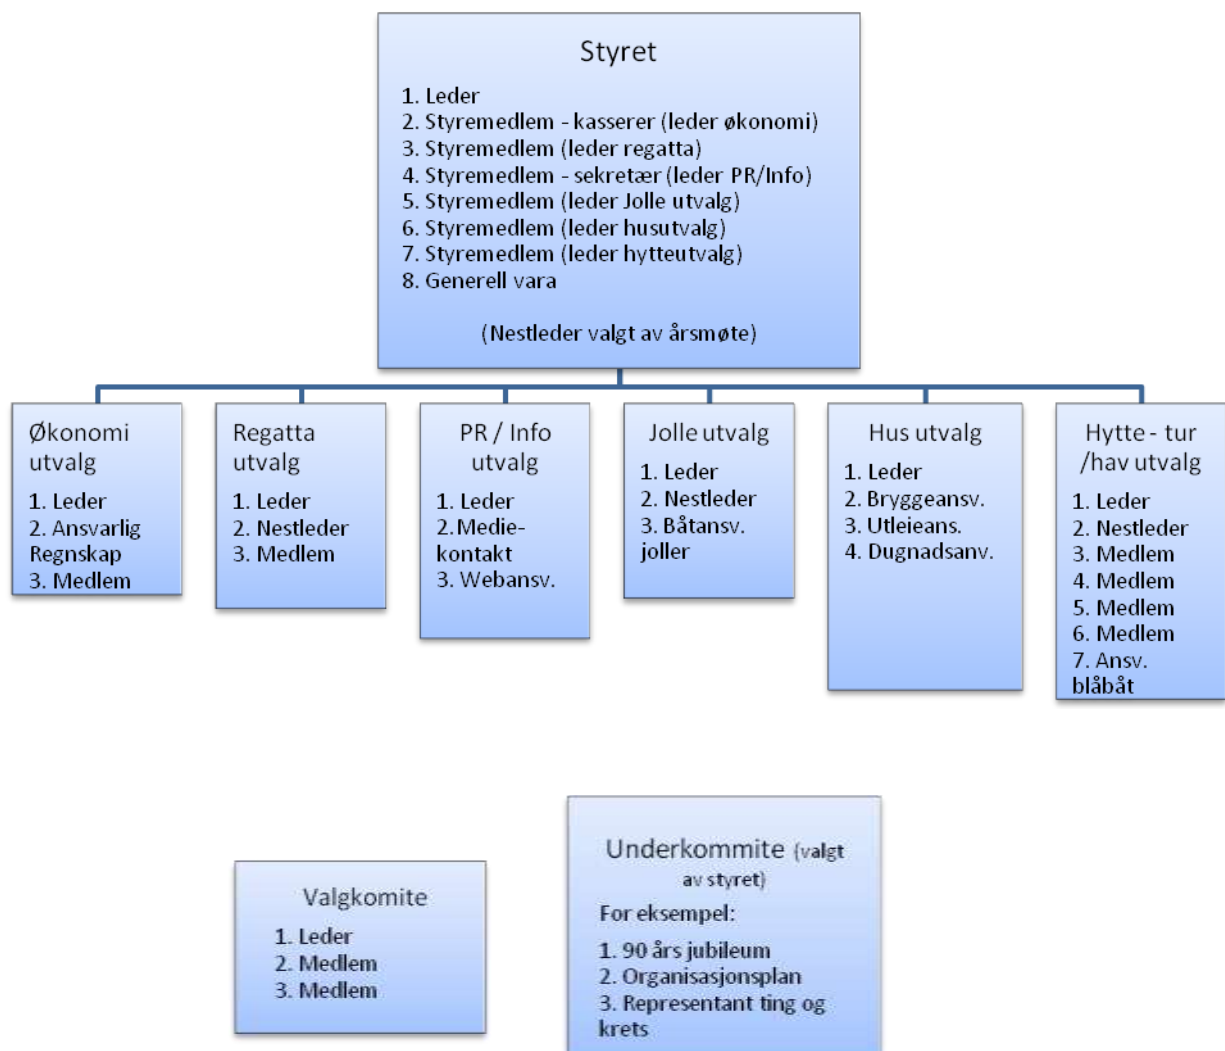 Styret
1. Leder
2. Styremedlem - kasserer (leder økonomi)
3. Styremedlem (leder regatta)
4. Styremedlem - sekretær (leder PR/Info)
5. Styremedlem (leder Jolle utvalg)
6. Styremedlem (leder husutvalg)
7. Styremedlem (leder hytteutvalg)
8. Generell vara
(Nestleder valgt av årsmøte)
Økonomi
utvalg
1. Leder
2. Ansvarlig
Regnskap
3. Medlem
Regatta
utvalg
1. Leder
2. Nestleder
3. Medlem
PR / Info
utvalg
1. Leder
2. Medie-
kontakt
3. Webansv.
Jolle utvalg
1. Leder
2. Nestleder
3. Båtansv.
joller
Hus utvalg
1. Leder
2. Bryggeansv.
3. Utleieans.
4. Dugnadsanv.
Hytte - tur
/hav utvalg
1. Leder
2. Nestleder
3. Medlem
4. Medlem
5. Medlem
6. Medlem
7. Ansv.
blåbåt
Valgkomite
1. Leder
2. Medlem
3. Medlem
Underkommite (valgt
av styret)
For eksempel:
1. 90 års jubileum
2. Organisasjonsplan
3. Representant ting og
krets